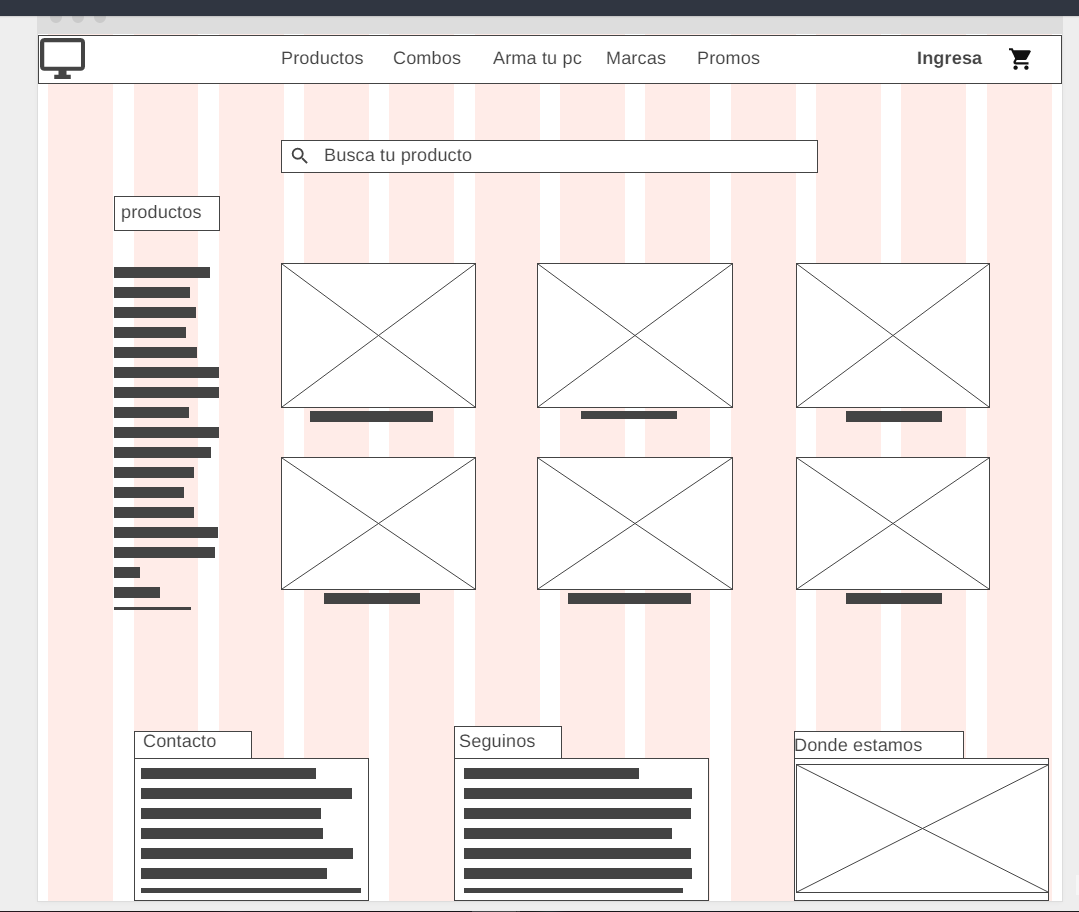 Productos Combos Arma tu pc Marcas Promos Ingresa
Busca tu producto
productos
Contacto
Seguinos
Donde estamos